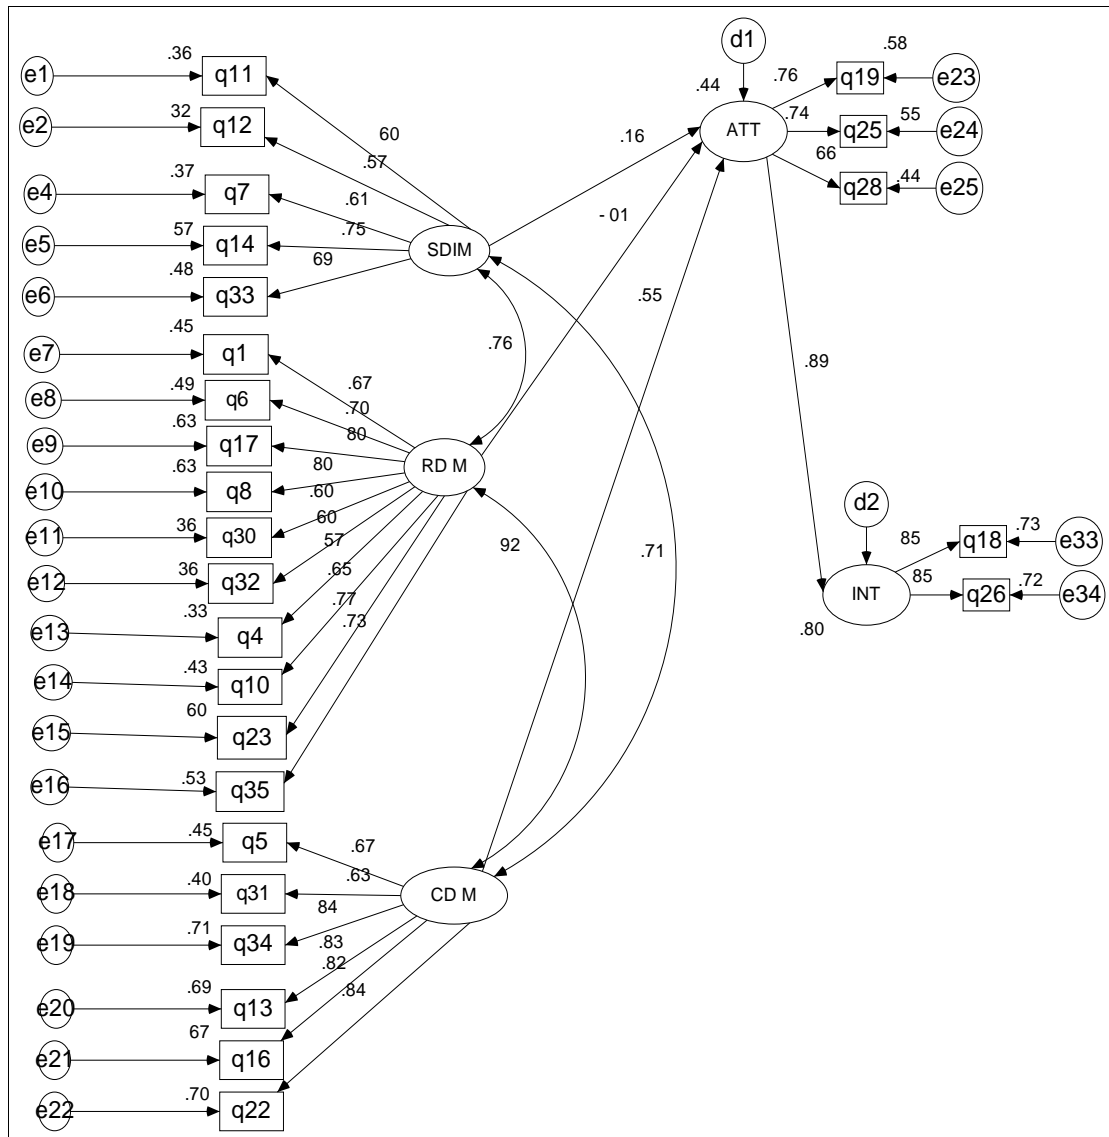 d1
.36
.58
e1
q11
.76
q19
e23
.44
32
60
.74
55
e2
q12
.16
ATT
q25
e24
.57
66
.37
.44
e4
q7
.61
q28
e25
57
.75
- 01
e5
q14
SDIM
69
.48
e6
q33
.55
.45
e7
q1
.76
.89
.67
.49
e8
q6
.70
.63
80
e9
q17
.63
80
RD M
e10
q8
.60
d2
36
60
92
.71
85
.73
e11
q30
57
q18
e33
36
.65
85
.72
e12
q32
INT
q26
e34
.33
.77
.73
.80
e13
q4
.43
e14
q10
60
e15
q23
.53
e16
q35
.45
e17
q5
.67
.40
.63
e18
q31
CD M
84
.71
e19
q34
.83
.82
.69
.84
e20
q13
67
e21
q16
.70
e22
q22